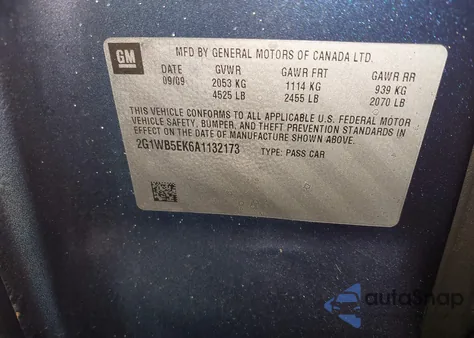 GM
MFD BY GENERAL MOTORS OF CANADA LTD.
DATE GVWR GAWR FRT GAWR RR
09/09 2053 KG 1114 KG 939 KG
4525 LB 2455 LB 2070 LB
THIS VEHICLE CONFORMS TO ALL APPLICABLE U.S. FEDERAL MOTOR
VEHICLE SAFETY, BUMPER, AND THEFT PREVENTION STANDARDS IN
EFFECT ON THE DATE OF MANUFACTURE SHOWN ABOVE.
2G1WB5EK6A1132173 TYPE: PASS CAR
autoSnap